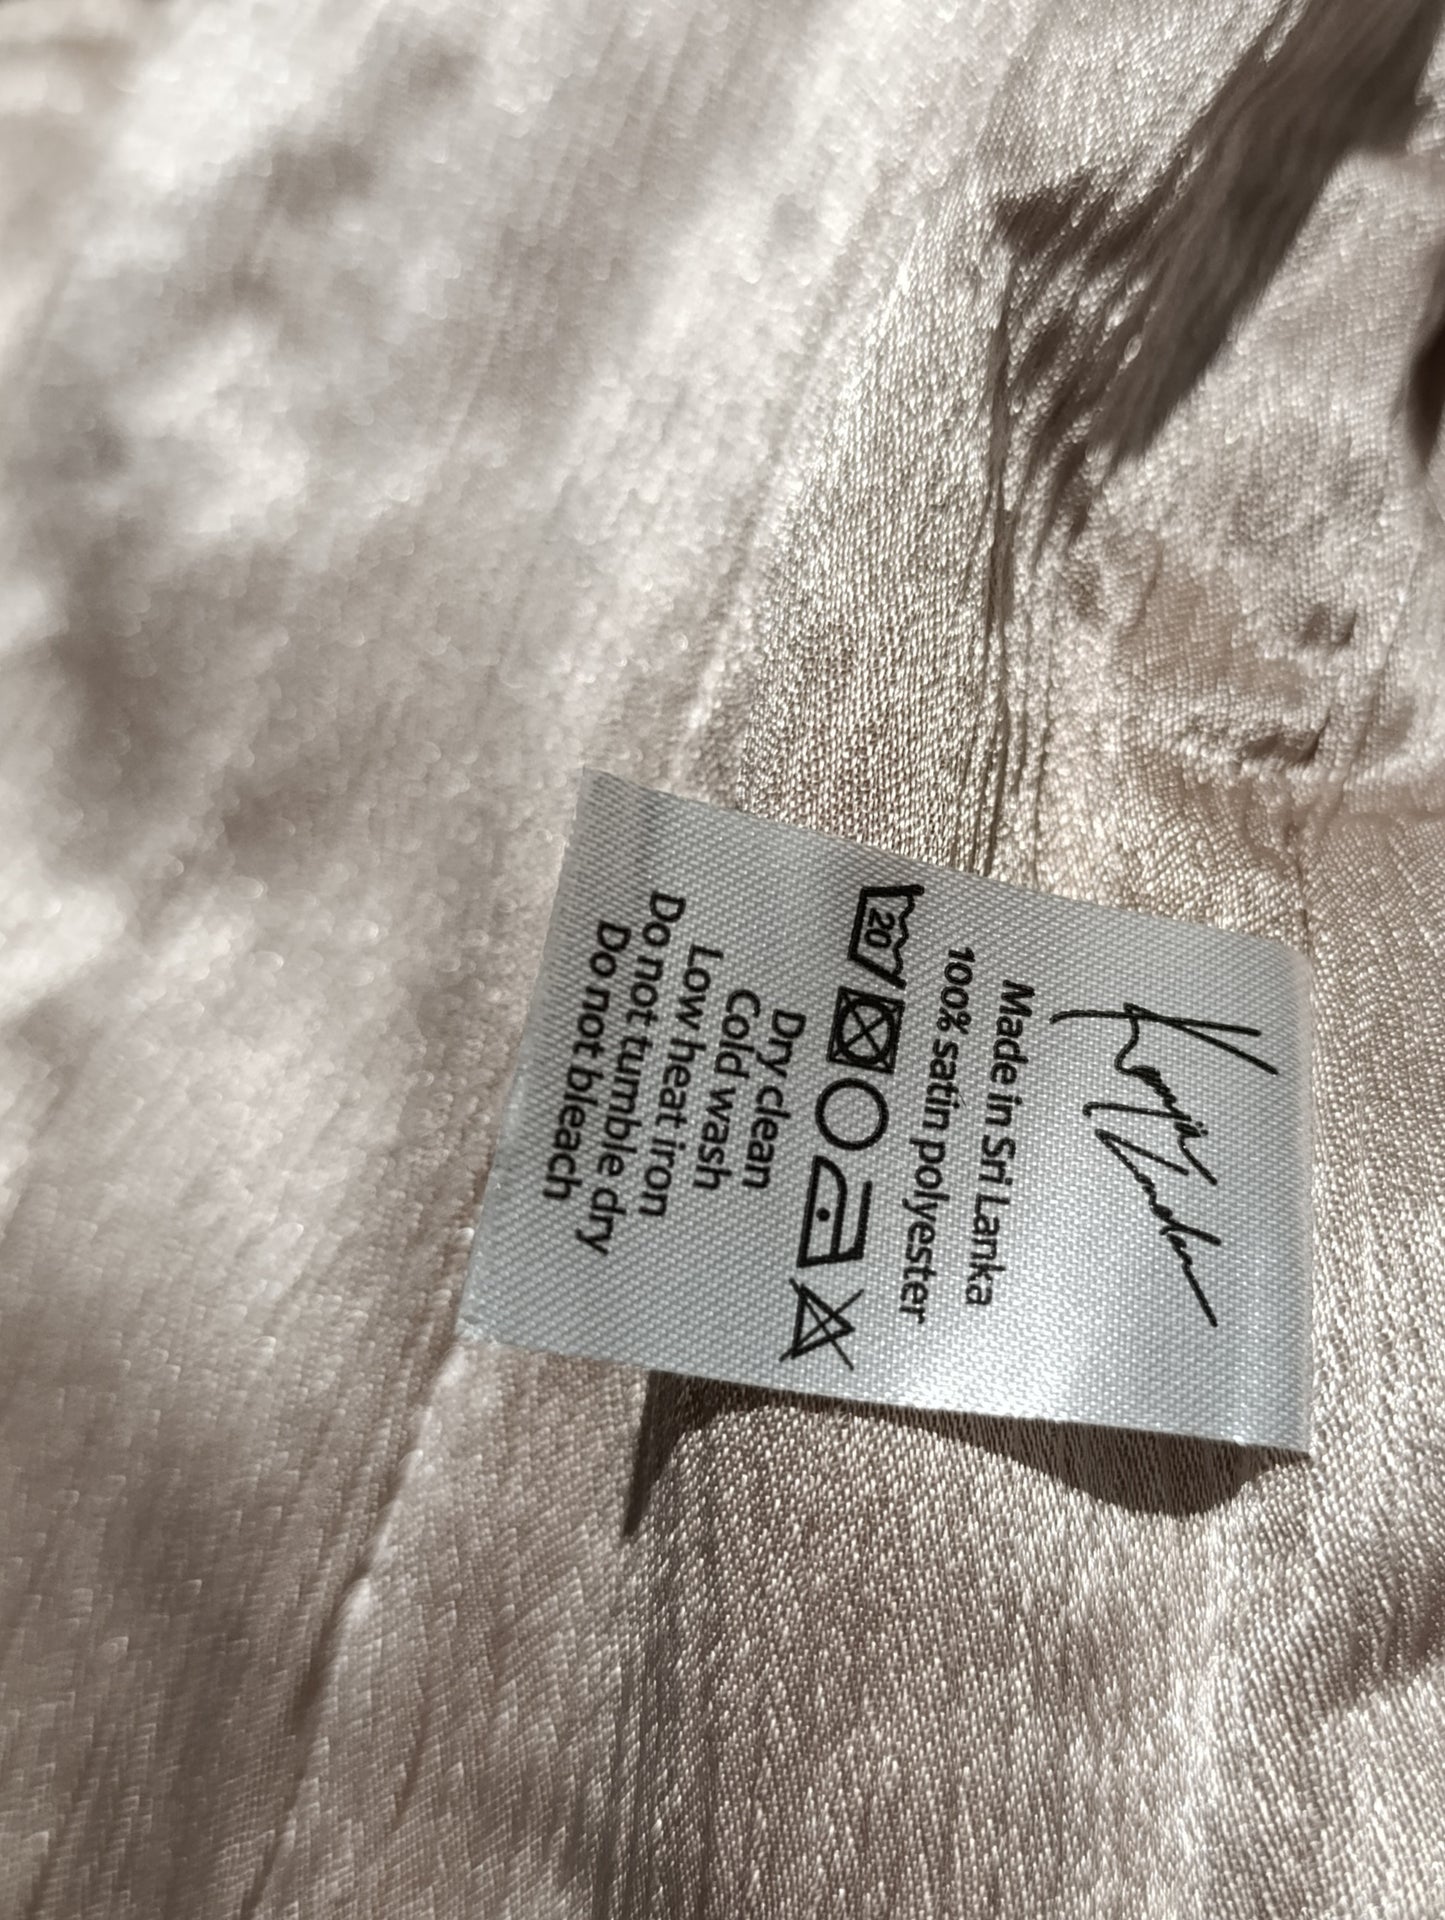 Made in Sri Lanka
100% satin polyester
20
Dry clean
Cold wash
Low heat iron
Do not tumble dry
Do not bleach